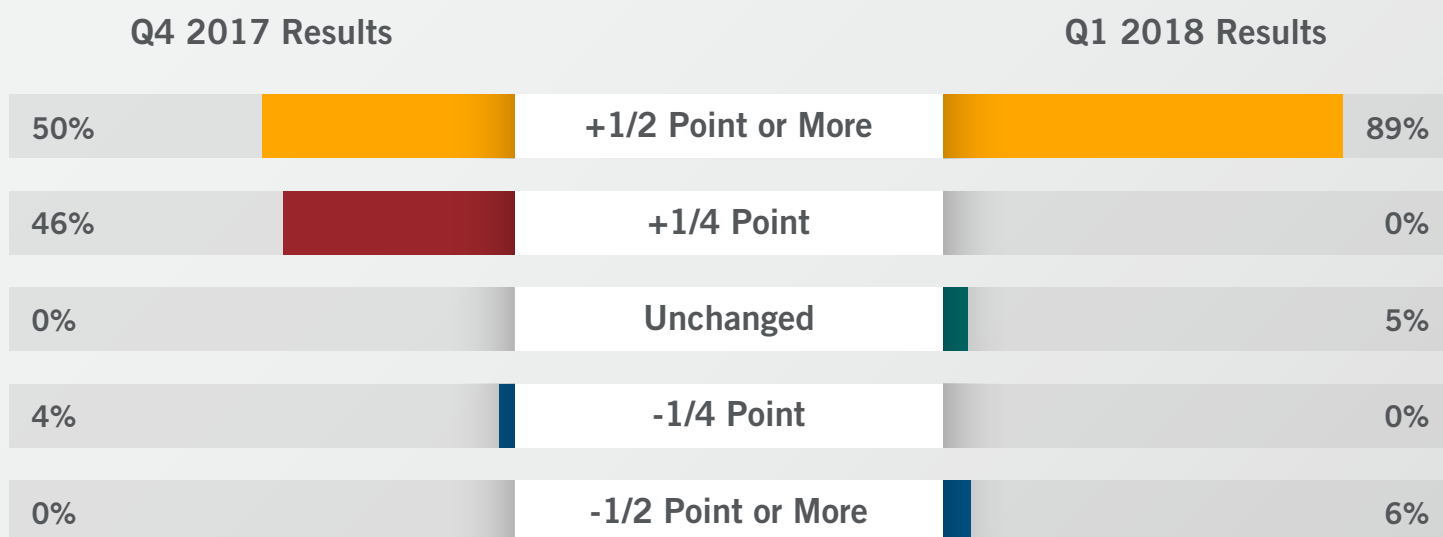 Q4 2017 Results Q1 2018 Results
50% +1/2 Point or More 89%
46% +1/4 Point 0%
0% Unchanged 5%
4% -1/4 Point 0%
0% -1/2 Point or More 6%